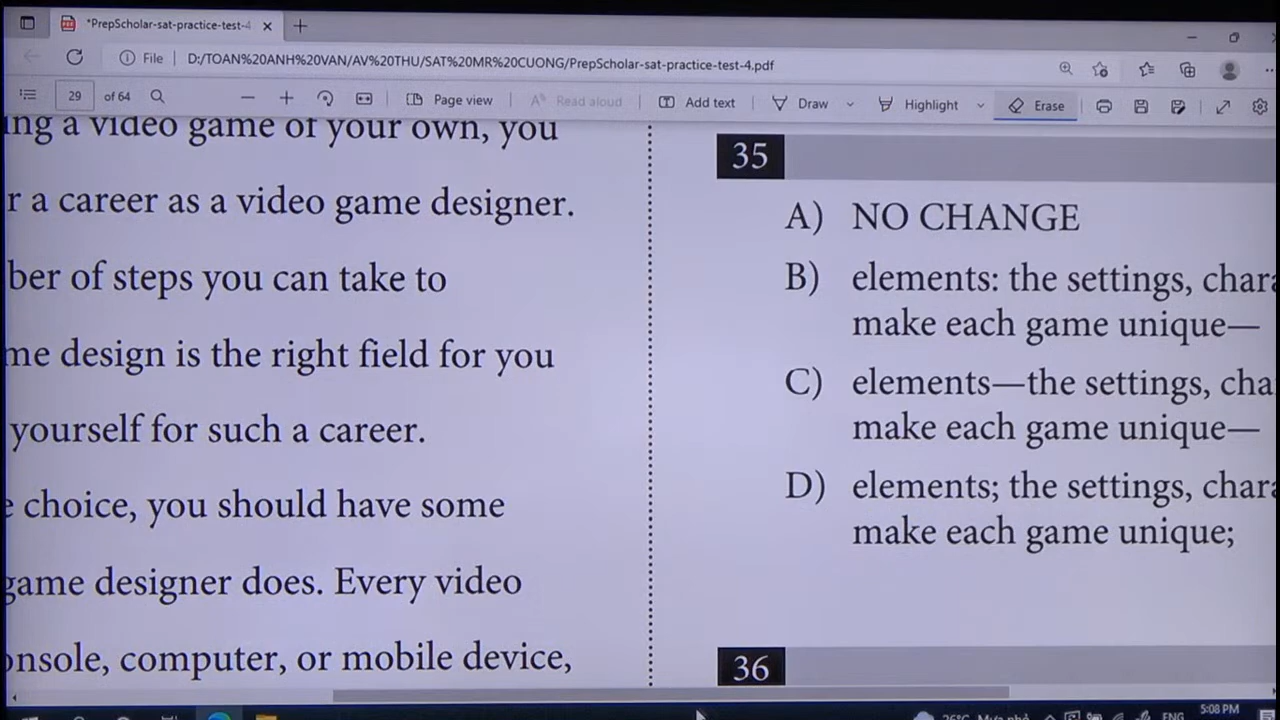 *PrepScholar-sat-practice-test-4
File D:/TOAN%20ANH%20VAN/AV%20THU/SAT%20MR%20CUONG/PrepScholar-sat-practice-test-4.pdf
29 of 64 Page view Read aloud Add text Draw Highlight Erase
ing a video game of your own, you
r a career as a video game designer.
ber of steps you can take to
me design is the right field for you
yourself for such a career.
e choice, you should have some
game designer does. Every video
onsole, computer, or mobile device,
35
A) NO CHANGE
B) elements: the settings, chara
make each game unique—
C) elements—the settings, cha
make each game unique—
D) elements; the settings, chara
make each game unique;
36
26°C Mưa nhỏ ENG 5:08 PM